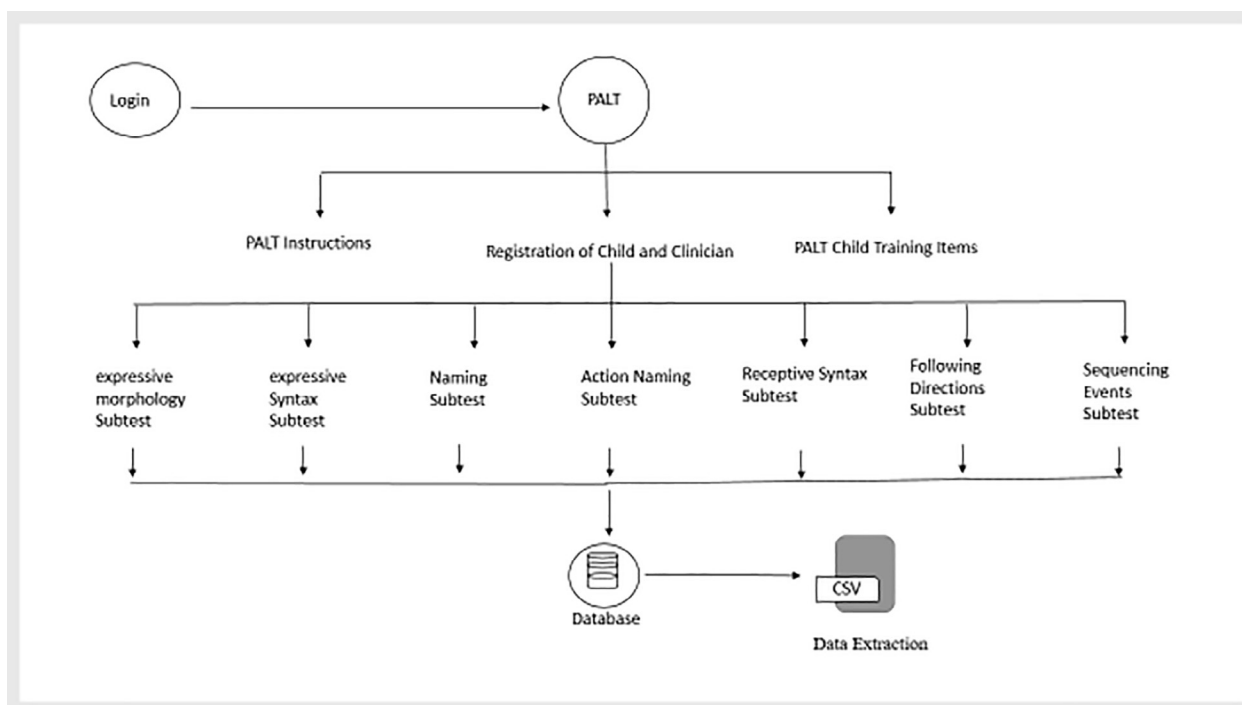 Login
PALT
PALT Instructions
Registration of Child and Clinician
PALT Child Training Items
expressive
morphology
Subtest
expressive
Syntax
Subtest
Naming
Subtest
Action Naming
Subtest
Receptive Syntax
Subtest
Following
Directions
Subtest
Sequencing
Events
Subtest
Database
CSV
Data Extraction